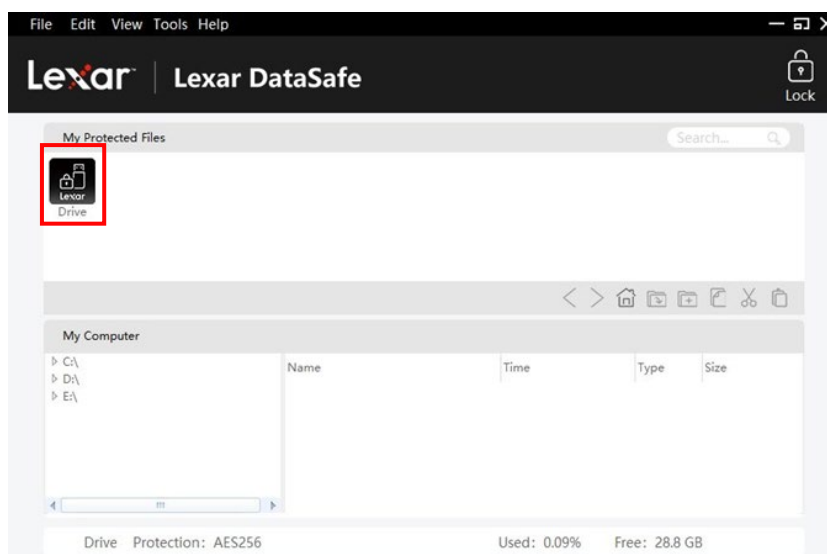 File Edit View Tools Help
Lexar Lexar DataSafe
Lock
My Protected Files Search...
Lexar
Drive
My Computer
C:\
D:\
E:\
Name Time Type Size
Drive Protection: AES256 Used: 0.09% Free: 28.8 GB